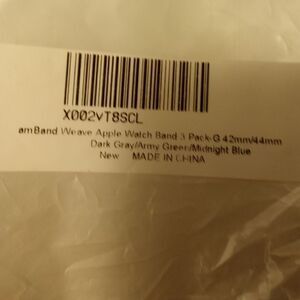 X002vT8SCL
amBand Weave Apple Watch Band 3 Pack-G 42mm/44mm
Dark Gray/Army Green/Midnight Blue
New MADE IN CHINA